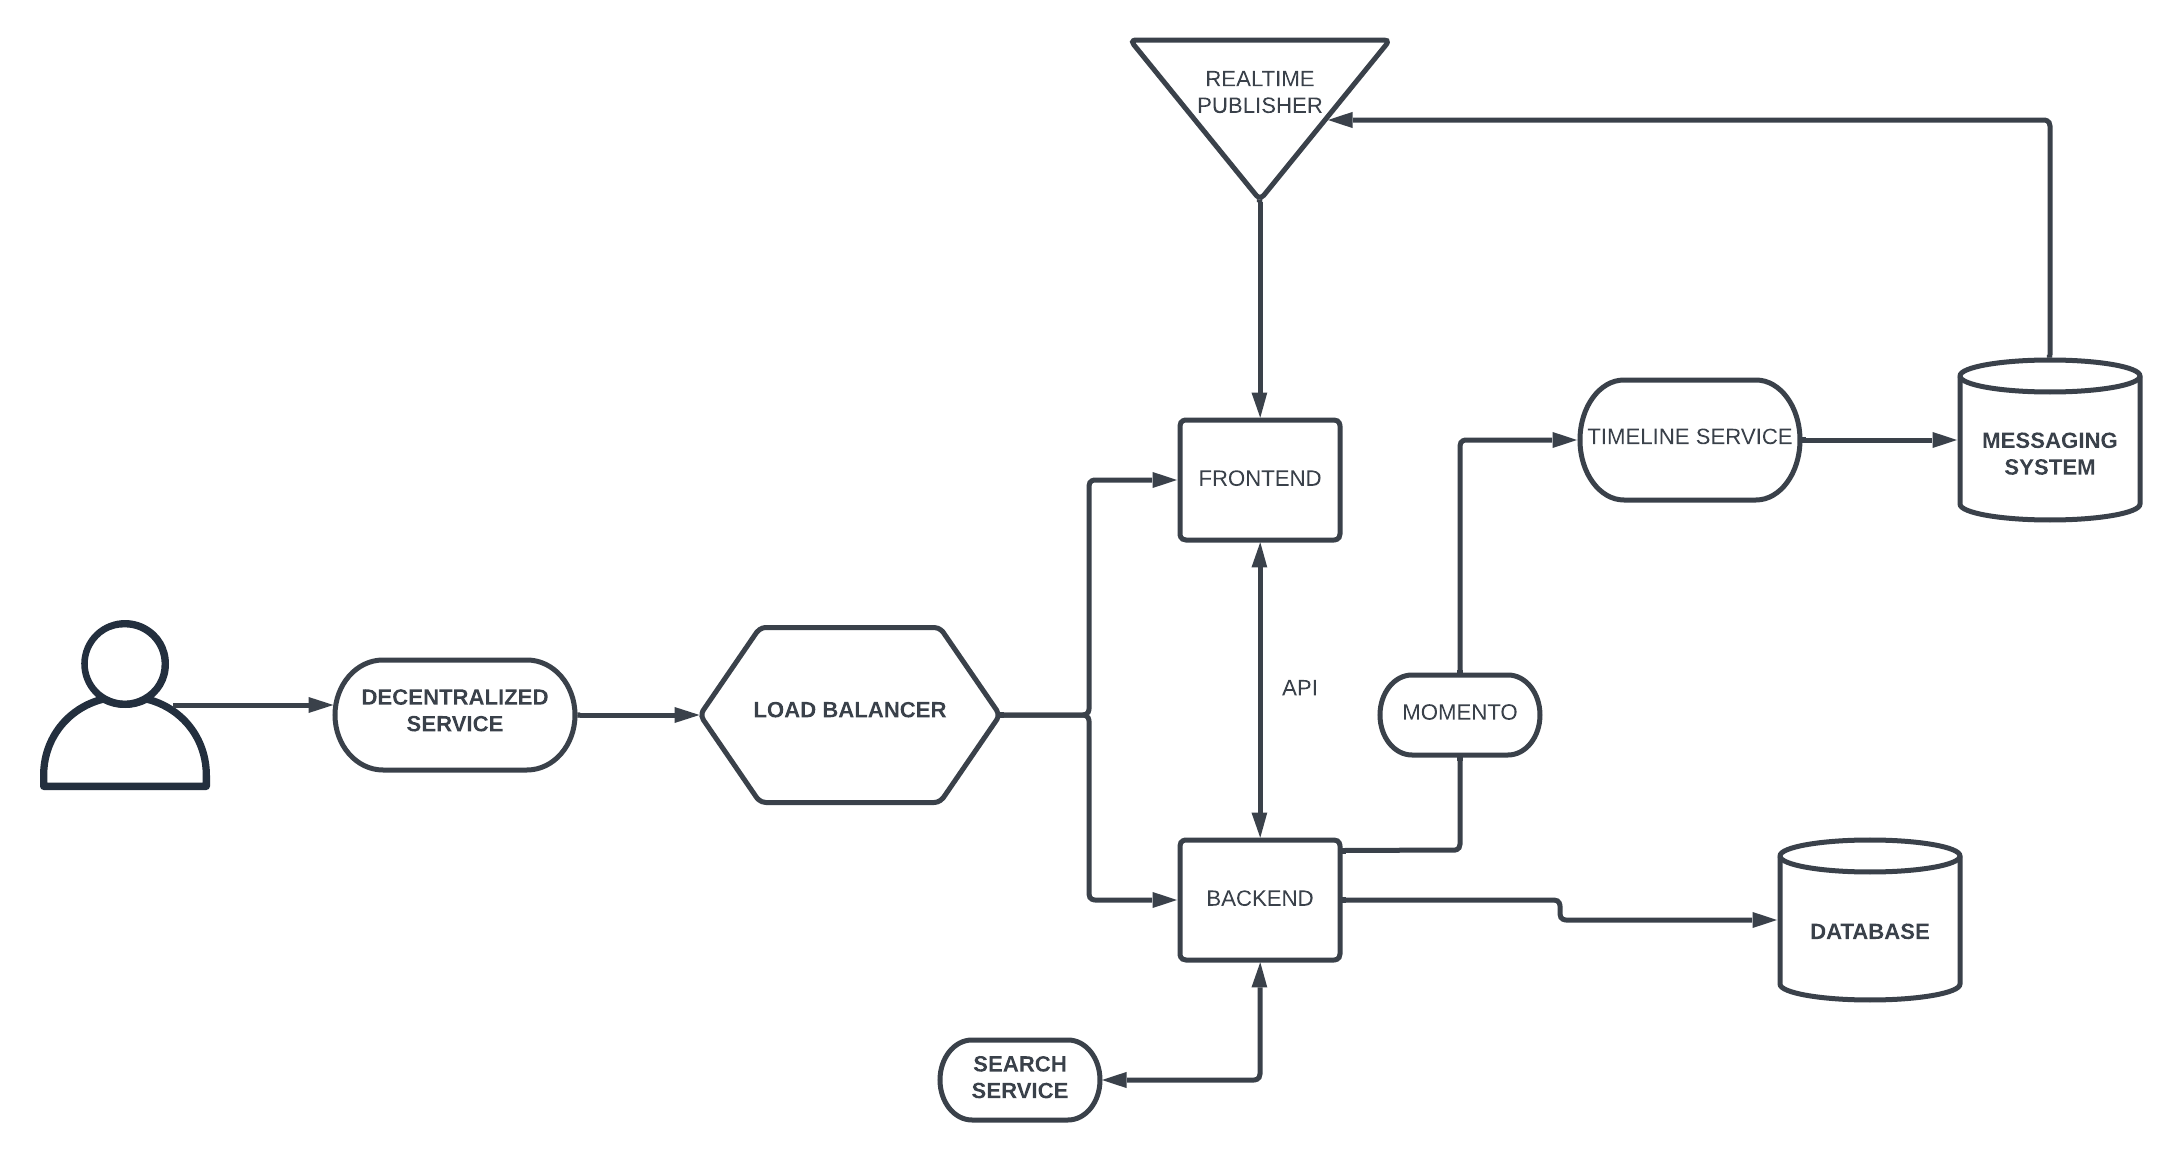 REALTIME
PUBLISHER
FRONTEND
TIMELINE SERVICE
MESSAGING
SYSTEM
DECENTRALIZED
SERVICE
LOAD BALANCER
API
MOMENTO
BACKEND
DATABASE
SEARCH
SERVICE